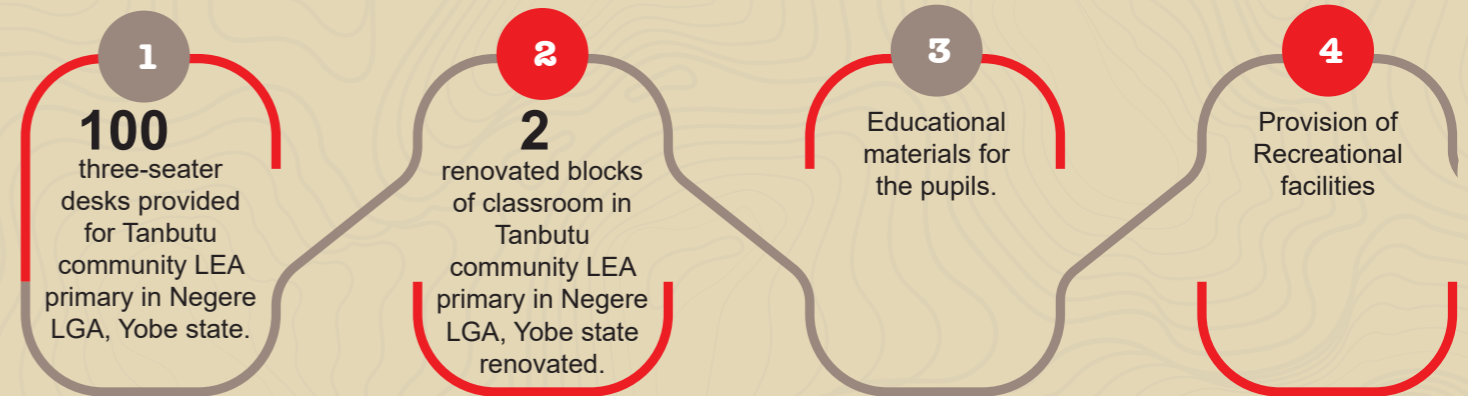 1
100
three-seater
desks provided
for Tanbutu
community LEA
primary in Negere
LGA, Yobe state.
2
2
renovated blocks
of classroom in
Tanbutu
community LEA
primary in Negere
LGA, Yobe state
renovated.
3
Educational
materials for
the pupils.
4
Provision of
Recreational
facilities